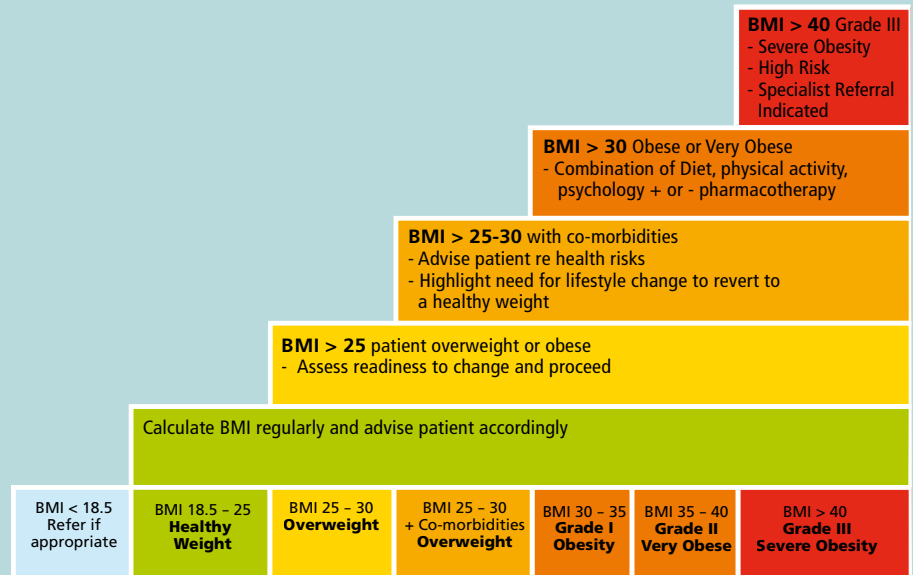 BMI > 40 Grade III
- Severe Obesity
- High Risk
- Specialist Referral
Indicated
BMI > 30 Obese or Very Obese
- Combination of Diet, physical activity,
psychology + or - pharmacotherapy
BMI > 25-30 with co-morbidities
- Advise patient re health risks
- Highlight need for lifestyle change to revert to
a healthy weight
BMI > 25 patient overweight or obese
- Assess readiness to change and proceed
Calculate BMI regularly and advise patient accordingly
BMI < 18.5
Refer if
appropriate
BMI 18.5 – 25
Healthy
Weight
BMI 25 – 30
Overweight
BMI 25 – 30
+ Co-morbidities
Overweight
BMI 30 – 35
Grade I
Obesity
BMI 35 – 40
Grade II
Very Obese
BMI > 40
Grade III
Severe Obesity